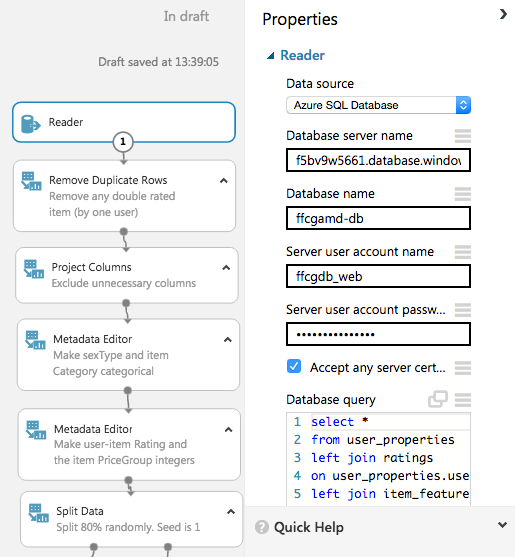 In draft
Draft saved at 13:39:05
Reader
1
Remove Duplicate Rows
Remove any double rated
item (by one user)
Project Columns
Exclude unnecessary columns
Metadata Editor
Make sexType and item
Category categorical
Metadata Editor
Make user-item Rating and
the item PriceGroup integers
Split Data
Split 80% randomly. Seed is 1
Properties
Reader
Data source
Azure SQL Database
Database server name
f5bv9w5661.database.window
Database name
ffcgamd-db
Server user account name
ffcgdb_web
Server user account passw...
•••••••••••••••
Accept any server cert...
Database query
1 select *
2 from user_properties
3 left join ratings
4 on user_properties.use
5 left join item_feature
Quick Help